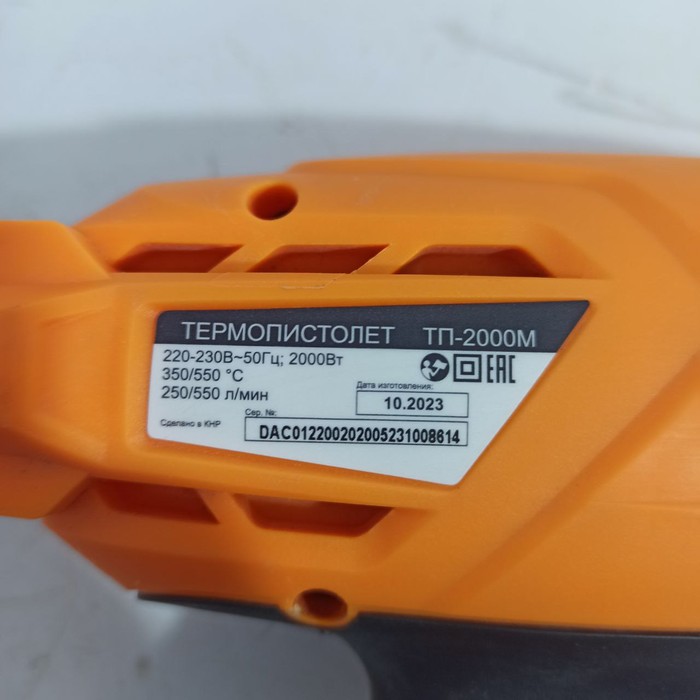 ТЕРМОПИСТОЛЕТ ТП-2000М
220-230В~50Гц; 2000Вт
350/550 °C
250/550 л/мин
EAC
Дата изготовления:
10.2023
Сделано в КНР
Сер. №:
DAC012200202005231008614